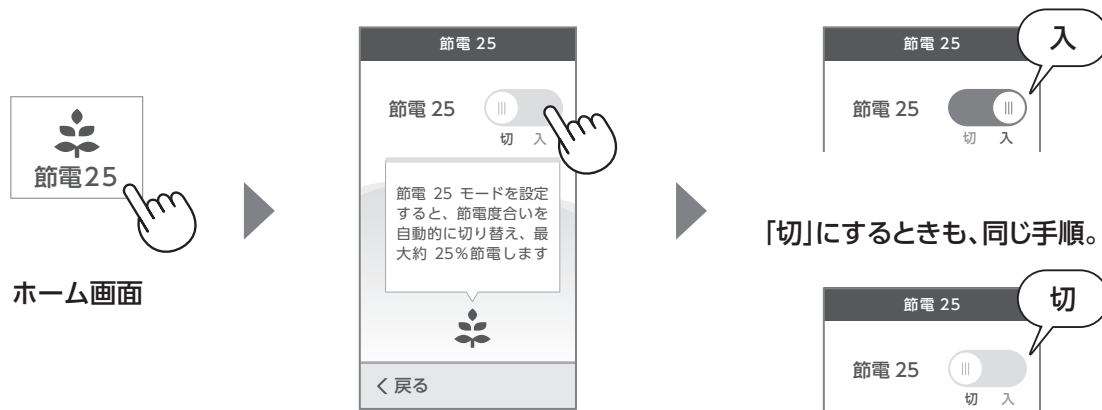 節電25
ホーム画面
節電 25
節電 25
切 入
節電 25 モードを設定
すると、節電度合いを
自動的に切り替え、最
大約 25%節電します
戻る
節電 25
入
節電 25
切 入
「切」にするときも、同じ手順。
節電 25
切
節電 25
切 入